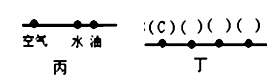 :(C)( )( )( )
空气 水 油
丙 丁